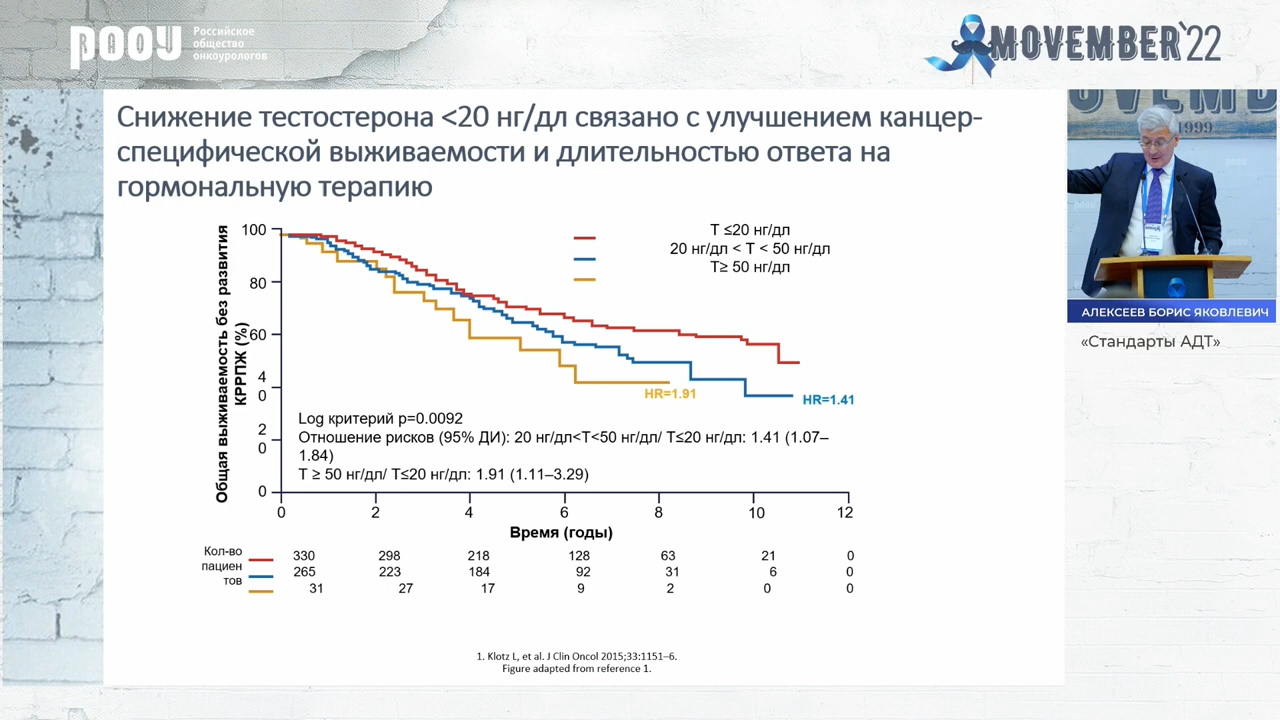 РООУ
RAOU
Российское
общество
онкоурологов
MOVEMBER'22
Снижение тестостерона <20 нг/дл связано с улучшением канцер-
специфической выживаемости и длительностью ответа на
гормональную терапию
Общая выживаемость без развития
КРРПЖ (%)
100
80
60
4
0
2
0
0
T ≤20 нг/дл
20 нг/дл < T < 50 нг/дл
T≥ 50 нг/дл
HR=1.91
HR=1.41
Log критерий p=0.0092
Отношение рисков (95% ДИ): 20 нг/дл<T<50 нг/дл/ T≤20 нг/дл: 1.41 (1.07–
1.84)
T ≥ 50 нг/дл/ T≤20 нг/дл: 1.91 (1.11–3.29)
0 2 4 6 8 10 12
Время (годы)
Кол-во
пациен
тов
330 298 218 128 63 21 0
265 223 184 92 31 6 0
31 27 17 9 2 0 0
1. Klotz L, et al. J Clin Oncol 2015;33:1151–6.
Figure adapted from reference 1.
1999
АЛЕКСЕЕВ БОРИС ЯКОВЛЕВИЧ
«Стандарты АДТ»